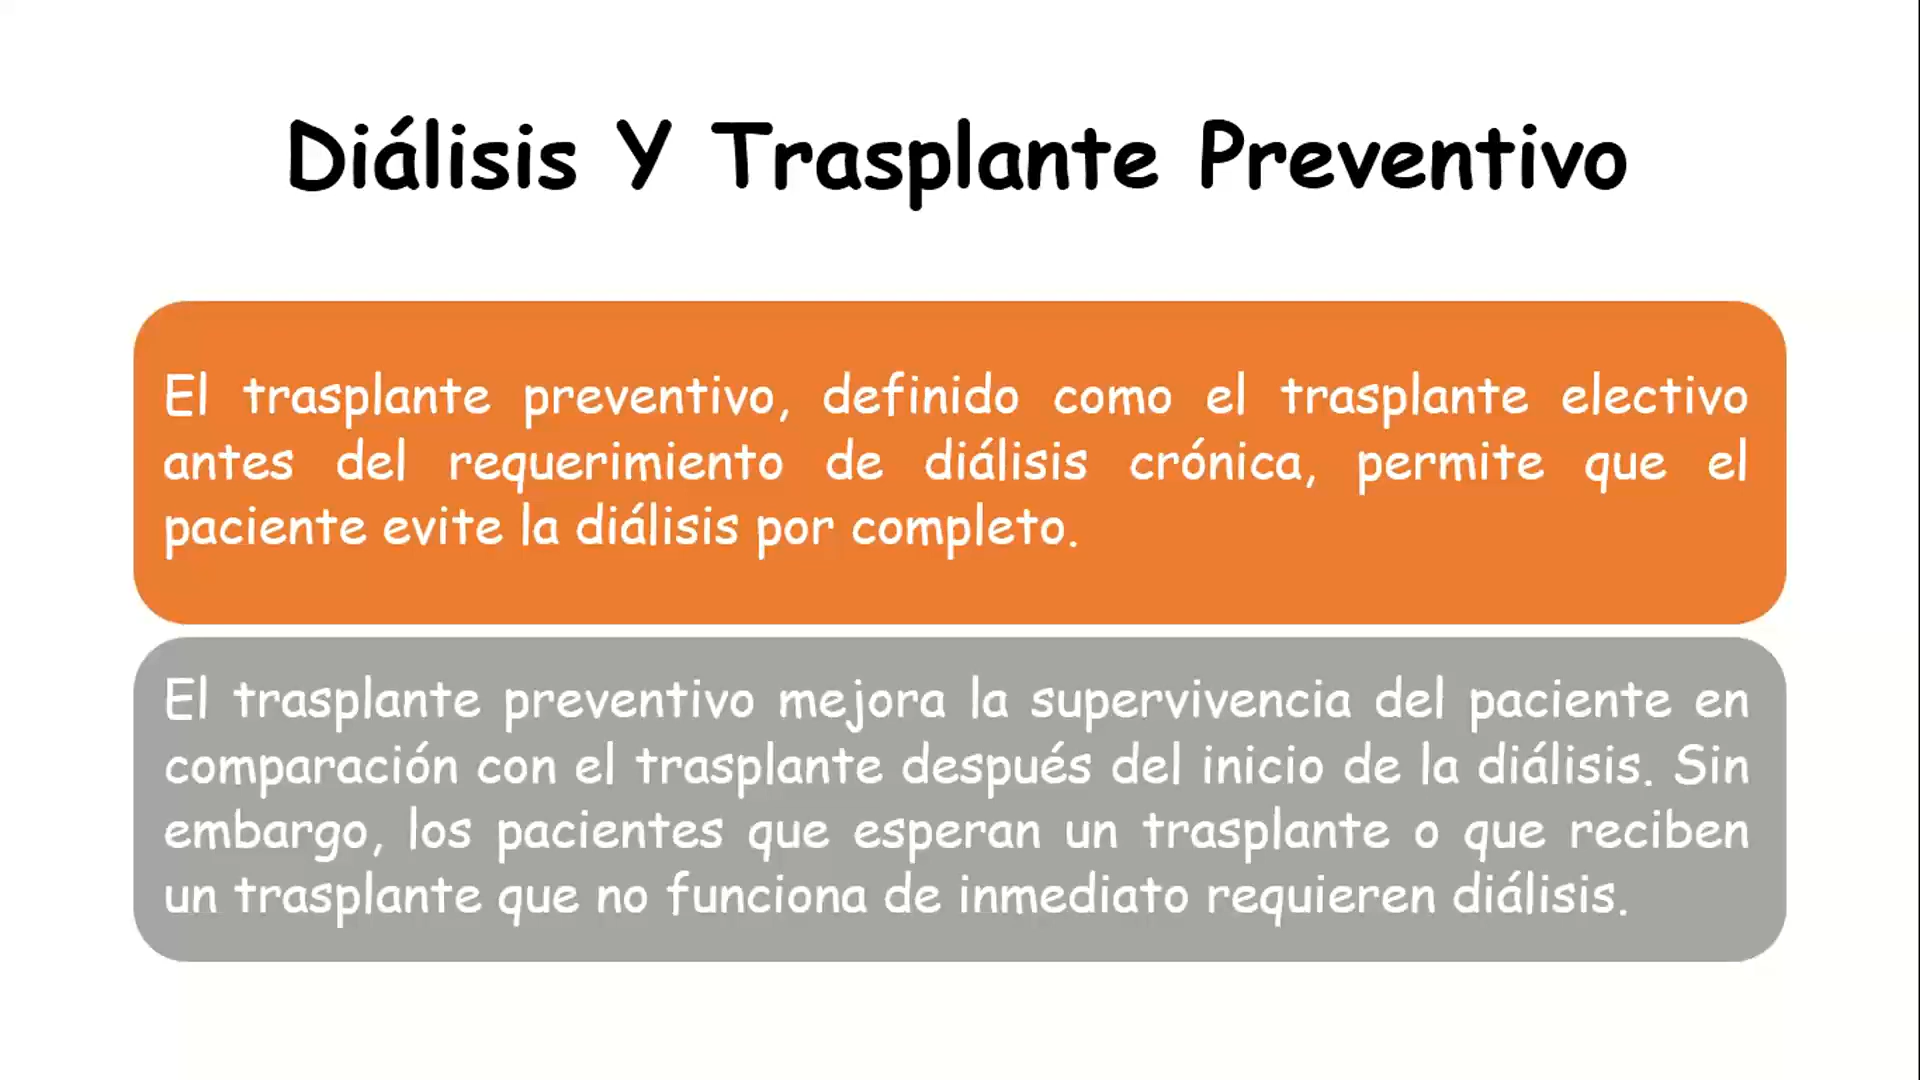 Diálisis Y Trasplante Preventivo
El trasplante preventivo, definido como el trasplante electivo
antes del requerimiento de diálisis crónica, permite que el
paciente evite la diálisis por completo.
El trasplante preventivo mejora la supervivencia del paciente en
comparación con el trasplante después del inicio de la diálisis. Sin
embargo, los pacientes que esperan un trasplante o que reciben
un trasplante que no funciona de inmediato requieren diálisis.